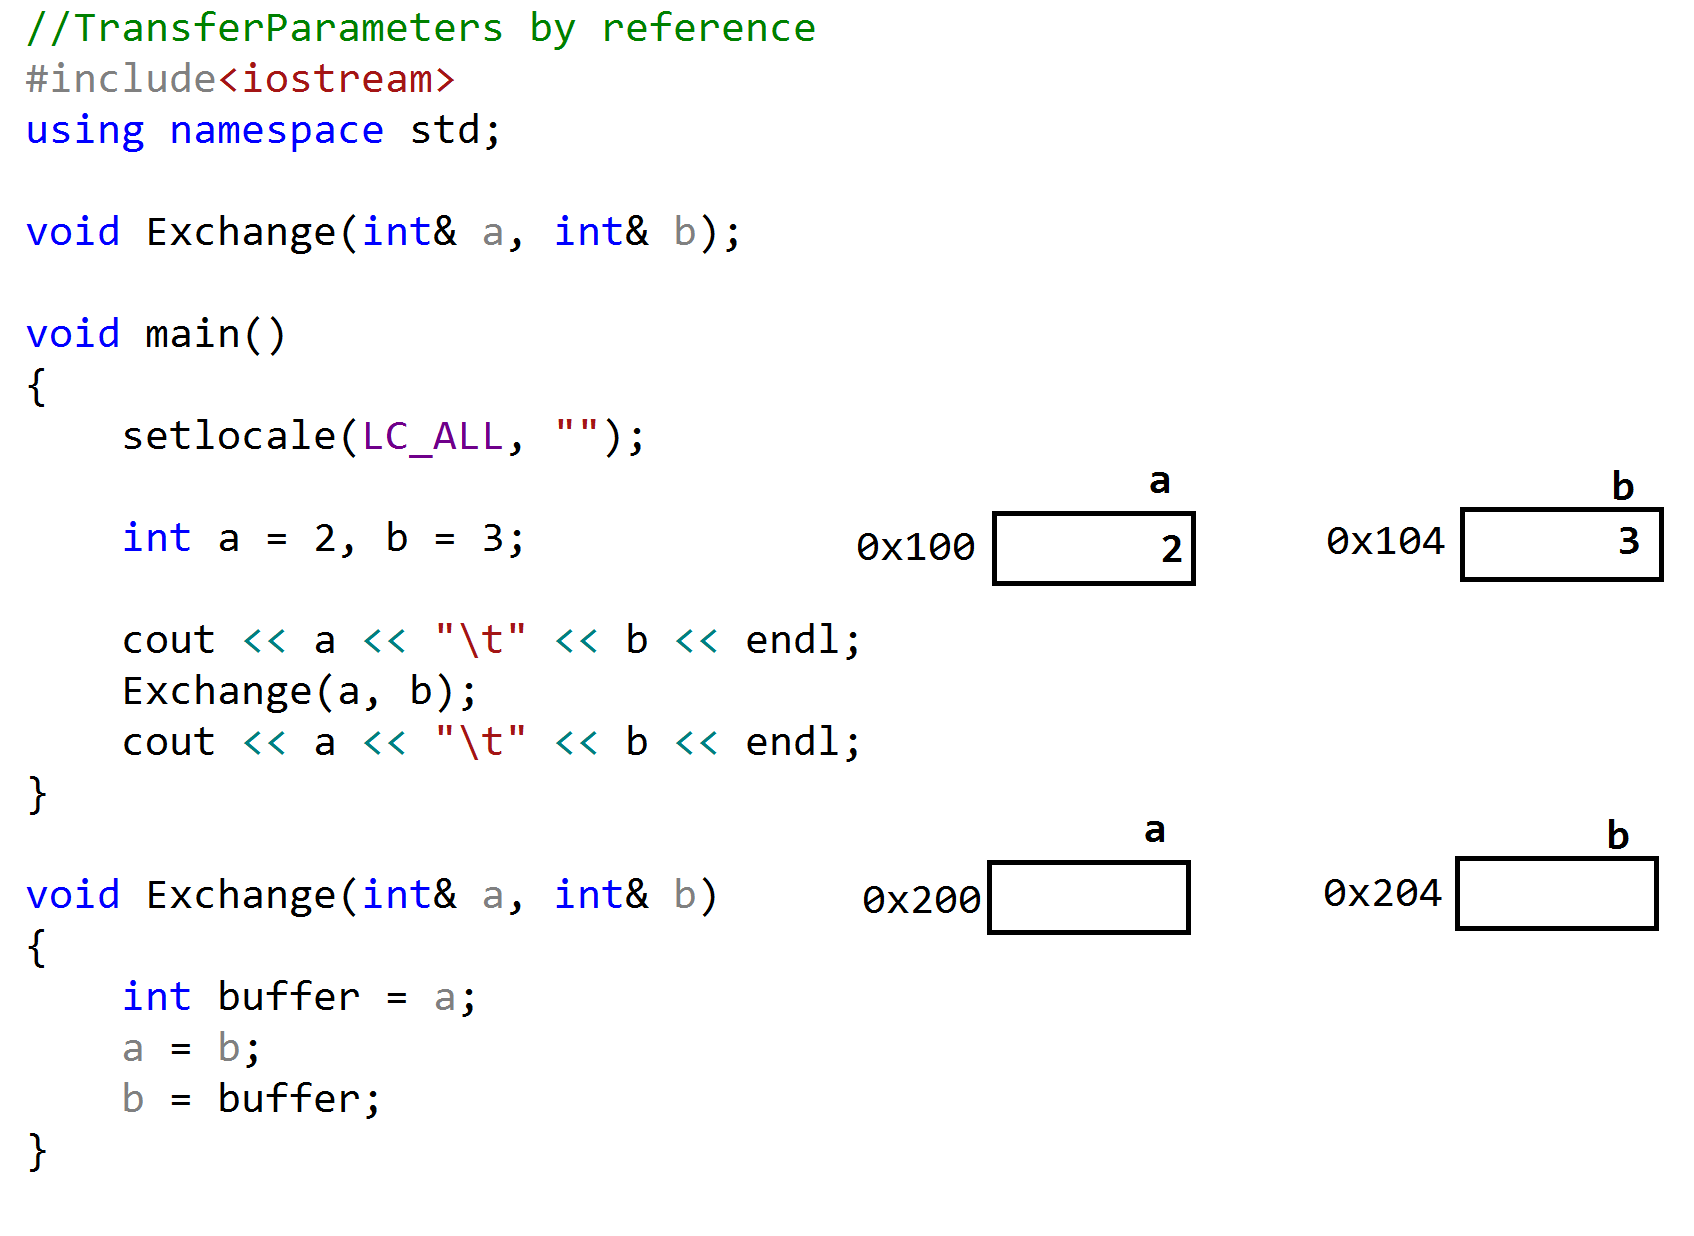 //TransferParameters by reference
#include<iostream>
using namespace std;
void Exchange(int& a, int& b);
void main()
{
    setlocale(LC_ALL, "");
    int a = 2, b = 3;
    cout << a << "\t" << b << endl;
    Exchange(a, b);
    cout << a << "\t" << b << endl;
}
void Exchange(int& a, int& b)
{
    int buffer = a;
    a = b;
    b = buffer;
}
a
0x100 2
b
0x104 3
a
0x200
b
0x204